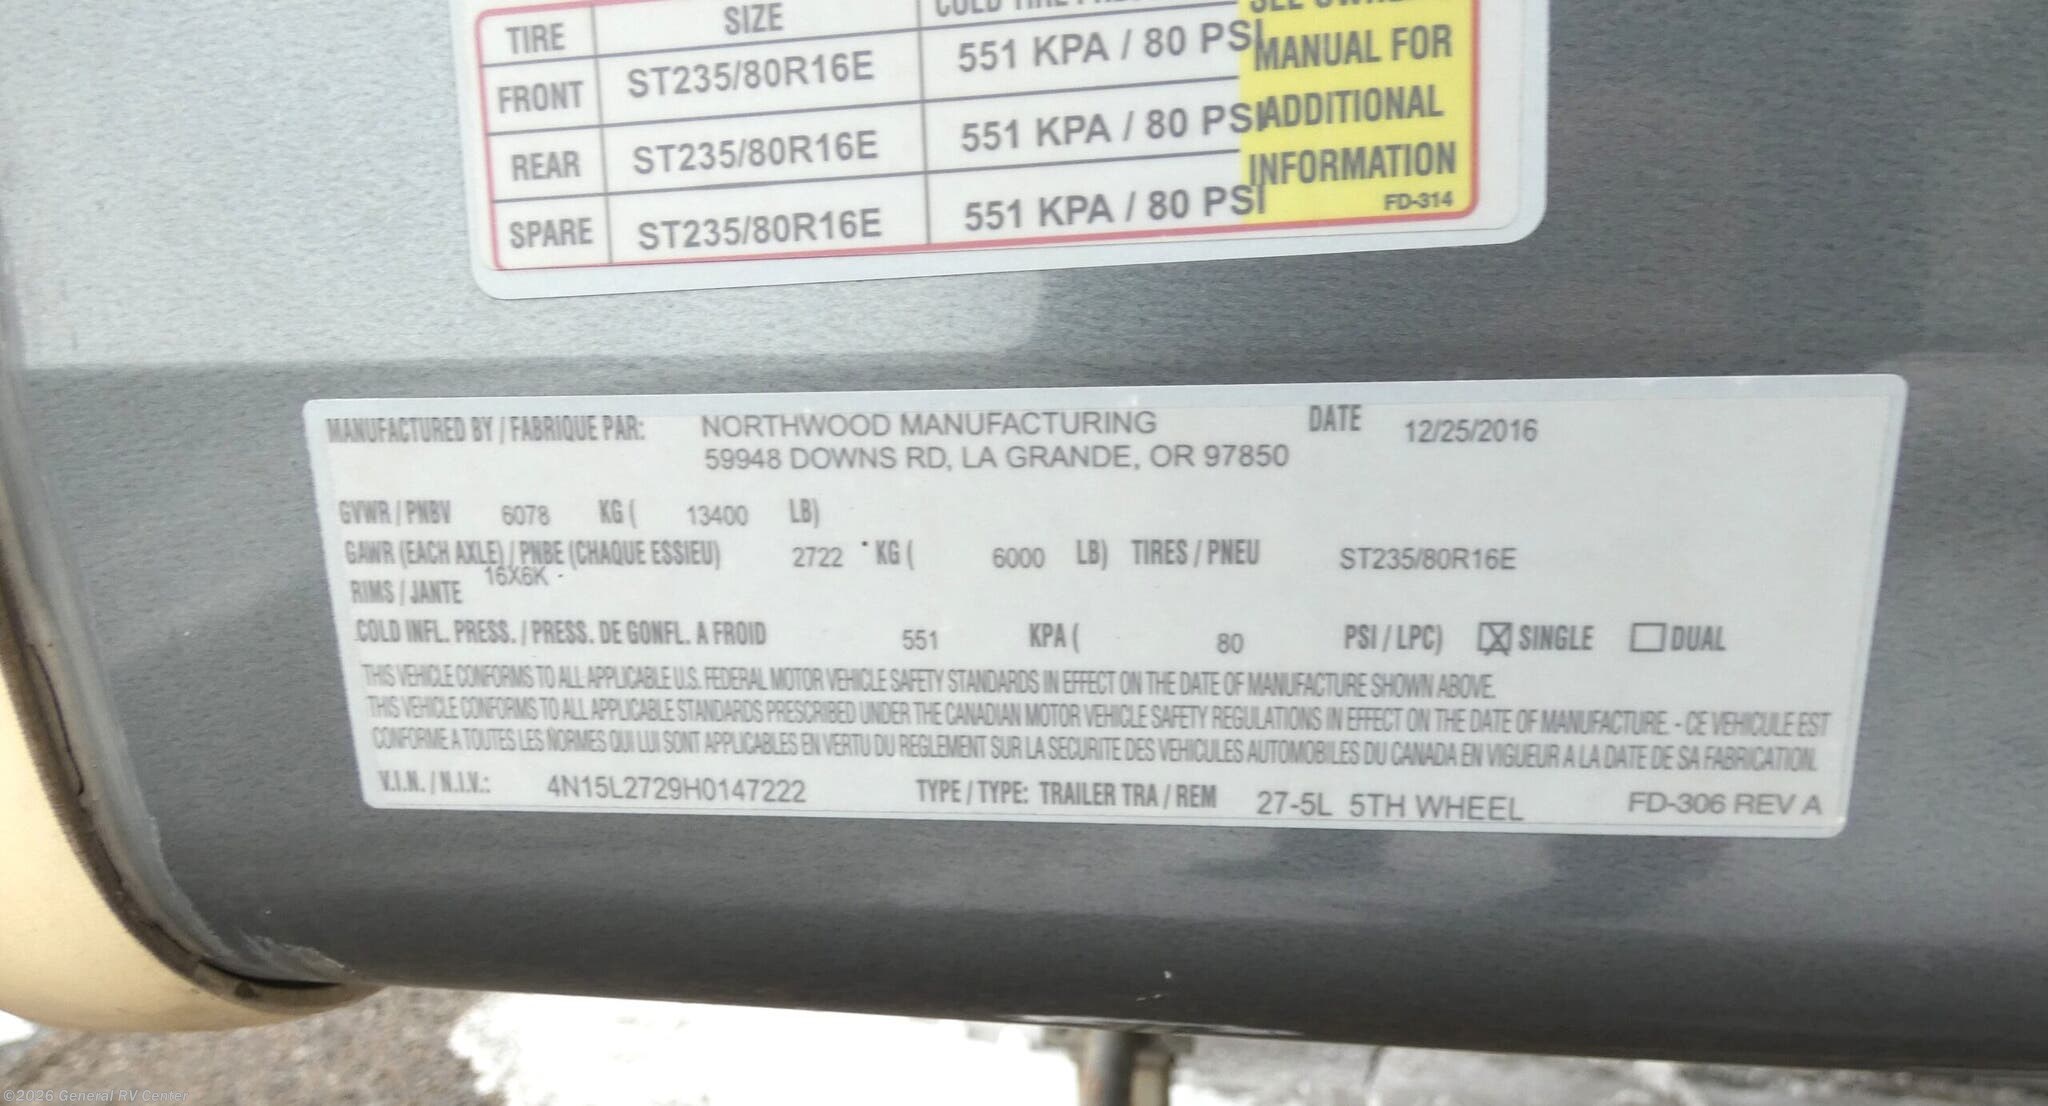 TIRE SIZE COLD TIRE SEE OWNER
FRONT ST235/80R16E 551 KPA / 80 PSI MANUAL FOR
REAR ST235/80R16E 551 KPA / 80 PSI ADDITIONAL
SPARE ST235/80R16E 551 KPA / 80 PSI INFORMATION
FD-314
MANUFACTURED BY / FABRIQUE PAR: NORTHWOOD MANUFACTURING DATE 12/25/2016
59948 DOWNS RD, LA GRANDE, OR 97850
GVWR / PNBV 6078 KG ( 13400 LB)
GAWR (EACH AXLE) / PNBE (CHAQUE ESSIEU) 2722 KG ( 6000 LB) TIRES / PNEU ST235/80R16E
RIMS / JANTE 16X6K -
COLD INFL. PRESS. / PRESS. DE GONFL. A FROID 551 KPA ( 80 PSI / LPC) SINGLE DUAL
THIS VEHICLE CONFORMS TO ALL APPLICABLE U.S. FEDERAL MOTOR VEHICLE SAFETY STANDARDS IN EFFECT ON THE DATE OF MANUFACTURE SHOWN ABOVE.
THIS VEHICLE CONFORMS TO ALL APPLICABLE STANDARDS PRESCRIBED UNDER THE CANADIAN MOTOR VEHICLE SAFETY REGULATIONS IN EFFECT ON THE DATE OF MANUFACTURE. - CE VEHICULE EST
CONFORME A TOUTES LES NORMES QUI LUI SONT APPLICABLES EN VERTU DU REGLEMENT SUR LA SECURITE DES VEHICULES AUTOMOBILES DU CANADA EN VIGUEUR A LA DATE DE SA FABRICATION.
V.I.N. / N.I.V.: 4N15L2729H0147222 TYPE / TYPE: TRAILER TRA / REM 27-5L 5TH WHEEL FD-306 REV A
©2026 General RV Center